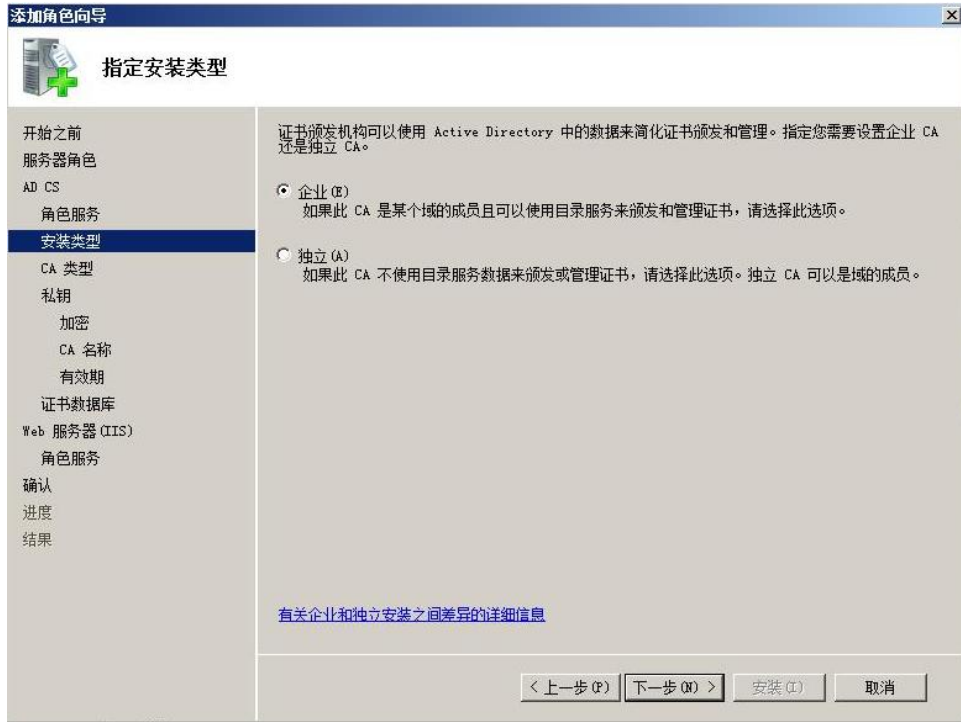 添加角色向导
指定安装类型
开始之前
服务器角色
AD CS
角色服务
安装类型
CA 类型
私钥
加密
CA 名称
有效期
证书数据库
Web 服务器(IIS)
角色服务
确认
进度
结果
证书颁发机构可以使用 Active Directory 中的数据来简化证书颁发和管理。指定您需要设置企业 CA
还是独立 CA。
企业(E)
如果此 CA 是某个域的成员且可以使用目录服务来颁发和管理证书，请选择此选项。
独立(A)
如果此 CA 不使用目录服务数据来颁发或管理证书，请选择此选项。独立 CA 可以是域的成员。
有关企业和独立安装之间差异的详细信息
< 上一步(P)
下一步(N) >
安装(I)
取消